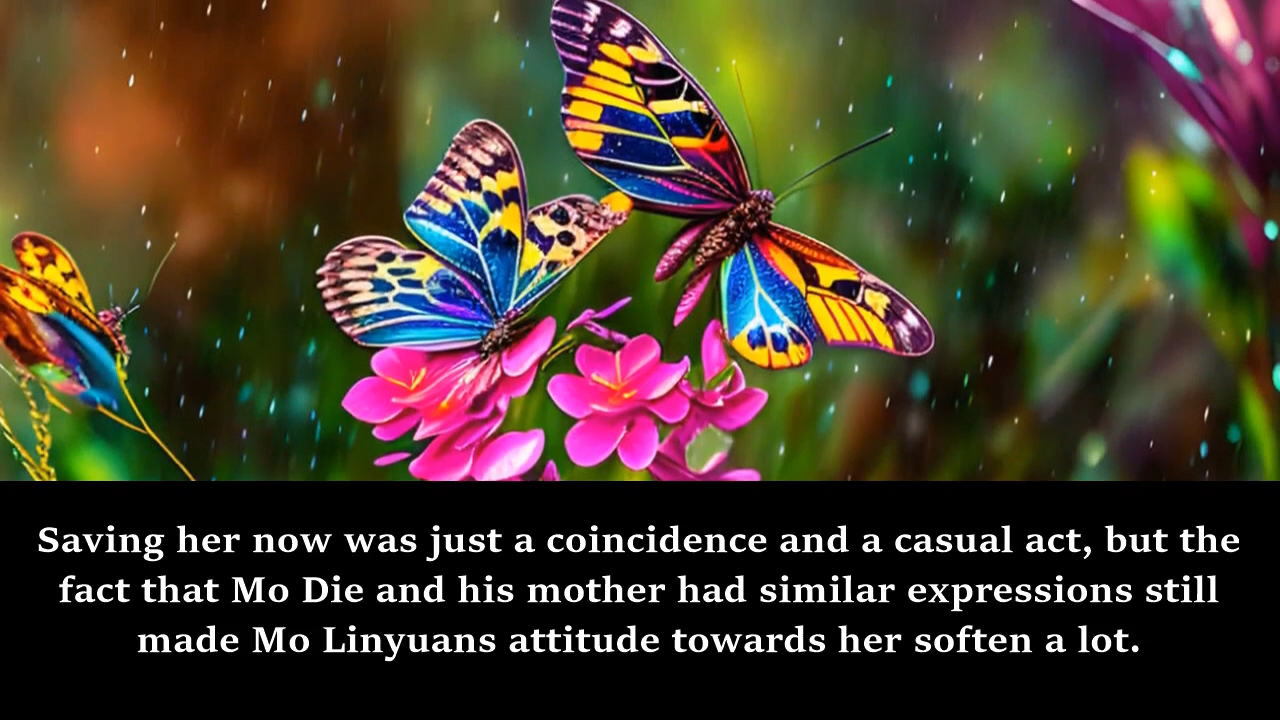 Saving her now was just a coincidence and a casual act, but the
fact that Mo Die and his mother had similar expressions still
made Mo Linyuans attitude towards her soften a lot.